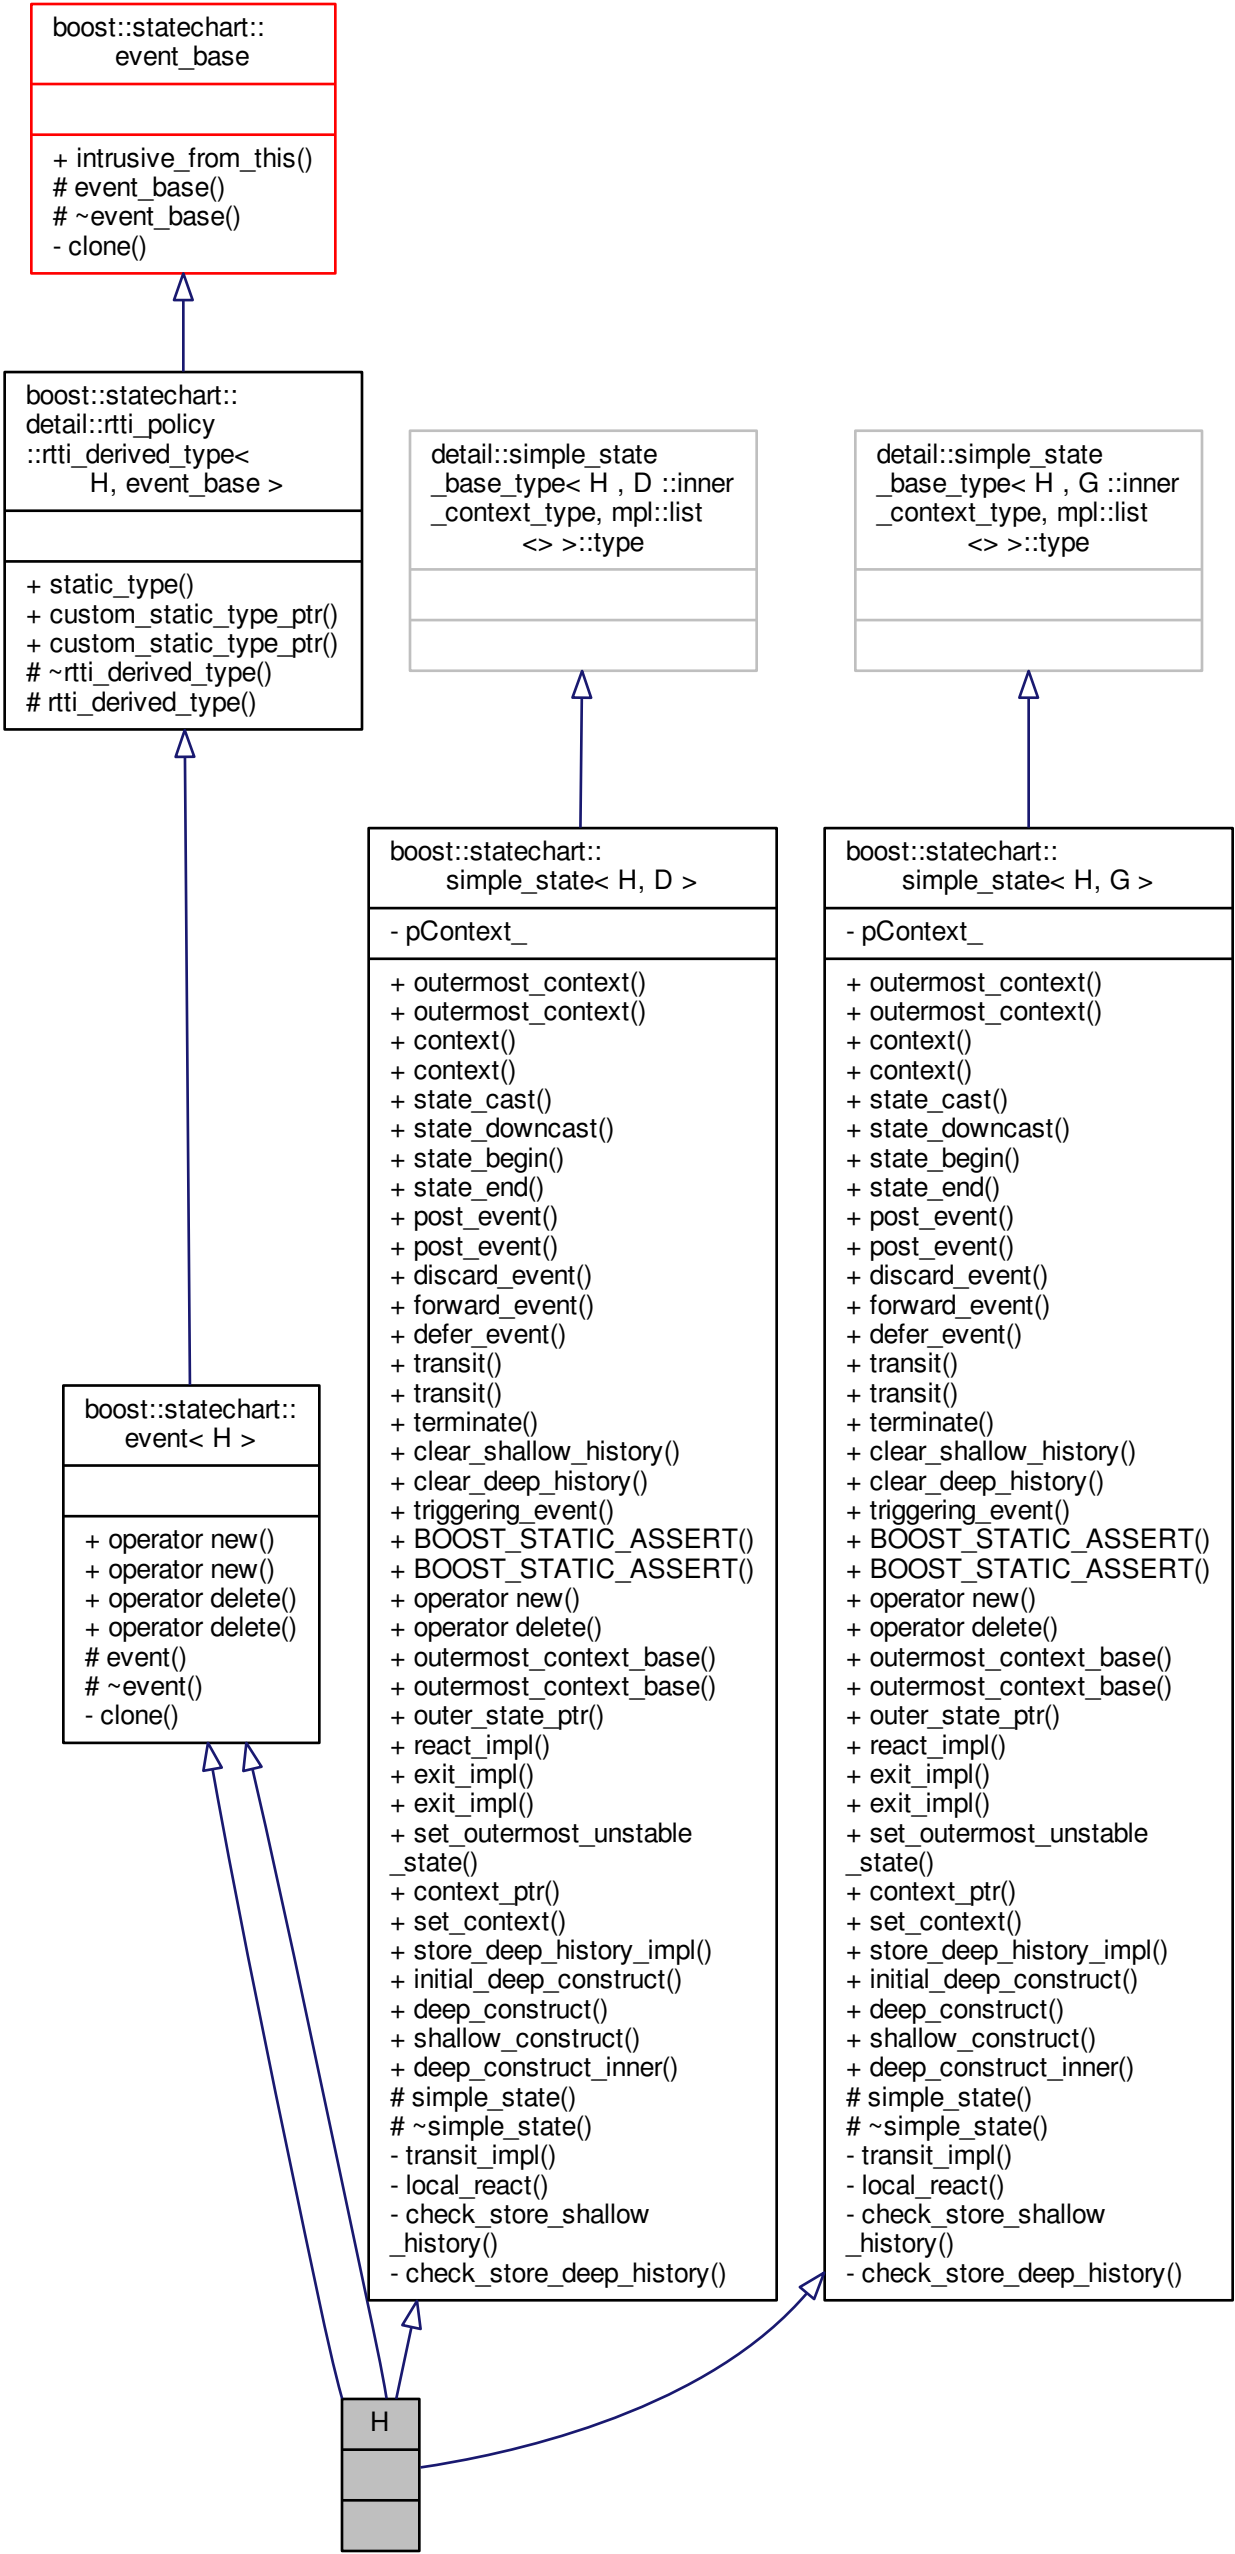 boost::statechart::
event_base
+ intrusive_from_this()
# event_base()
# ~event_base()
- clone()
boost::statechart::
detail::rtti_policy
::rtti_derived_type<
H, event_base >
+ static_type()
+ custom_static_type_ptr()
+ custom_static_type_ptr()
# ~rtti_derived_type()
# rtti_derived_type()
detail::simple_state
_base_type< H , D ::inner
_context_type, mpl::list
<> >::type
detail::simple_state
_base_type< H , G ::inner
_context_type, mpl::list
<> >::type
boost::statechart::
event< H >
+ operator new()
+ operator new()
+ operator delete()
+ operator delete()
# event()
# ~event()
- clone()
boost::statechart::
simple_state< H, D >
- pContext_
+ outermost_context()
+ outermost_context()
+ context()
+ context()
+ state_cast()
+ state_downcast()
+ state_begin()
+ state_end()
+ post_event()
+ post_event()
+ discard_event()
+ forward_event()
+ defer_event()
+ transit()
+ transit()
+ terminate()
+ clear_shallow_history()
+ clear_deep_history()
+ triggering_event()
+ BOOST_STATIC_ASSERT()
+ BOOST_STATIC_ASSERT()
+ operator new()
+ operator delete()
+ outermost_context_base()
+ outermost_context_base()
+ outer_state_ptr()
+ react_impl()
+ exit_impl()
+ exit_impl()
+ set_outermost_unstable
_state()
+ context_ptr()
+ set_context()
+ store_deep_history_impl()
+ initial_deep_construct()
+ deep_construct()
+ shallow_construct()
+ deep_construct_inner()
# simple_state()
# ~simple_state()
- transit_impl()
- local_react()
- check_store_shallow
_history()
- check_store_deep_history()
boost::statechart::
simple_state< H, G >
- pContext_
+ outermost_context()
+ outermost_context()
+ context()
+ context()
+ state_cast()
+ state_downcast()
+ state_begin()
+ state_end()
+ post_event()
+ post_event()
+ discard_event()
+ forward_event()
+ defer_event()
+ transit()
+ transit()
+ terminate()
+ clear_shallow_history()
+ clear_deep_history()
+ triggering_event()
+ BOOST_STATIC_ASSERT()
+ BOOST_STATIC_ASSERT()
+ operator new()
+ operator delete()
+ outermost_context_base()
+ outermost_context_base()
+ outer_state_ptr()
+ react_impl()
+ exit_impl()
+ exit_impl()
+ set_outermost_unstable
_state()
+ context_ptr()
+ set_context()
+ store_deep_history_impl()
+ initial_deep_construct()
+ deep_construct()
+ shallow_construct()
+ deep_construct_inner()
# simple_state()
# ~simple_state()
- transit_impl()
- local_react()
- check_store_shallow
_history()
- check_store_deep_history()
H